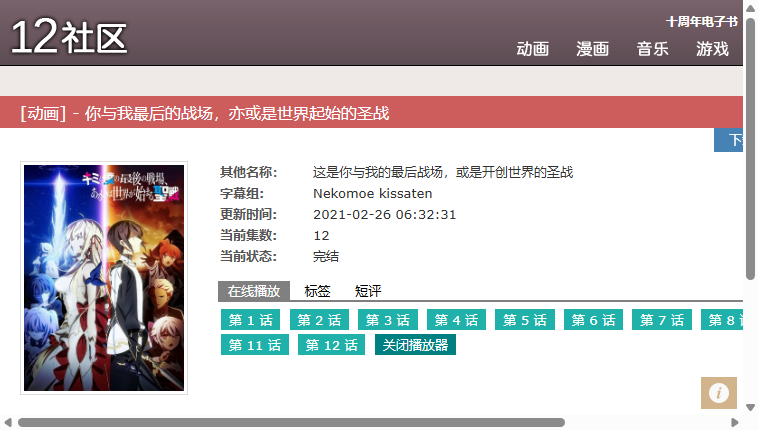 12社区
十周年电子书
动画 漫画 音乐 游戏
[动画] - 你与我最后的战场，亦或是世界起始的圣战
下
キミと僕の最後の戦場、
あるいは世界が始まる聖戦
其他名称： 这是你与我的最后战场，或是开创世界的圣战
字幕组： Nekomoe kissaten
更新时间： 2021-02-26 06:32:31
当前集数： 12
当前状态： 完结
在线播放 标签 短评
第 1 话 第 2 话 第 3 话 第 4 话 第 5 话 第 6 话 第 7 话 第 8
第 11 话 第 12 话 关闭播放器